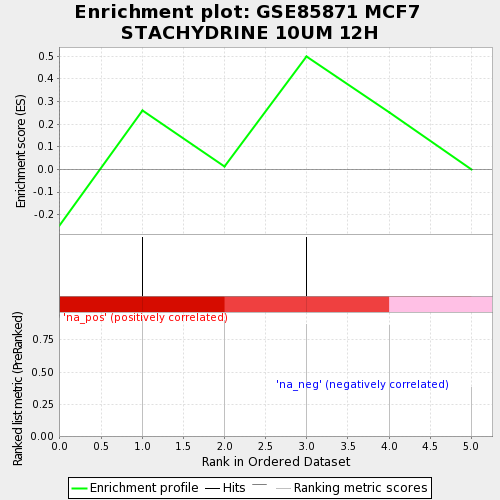 Enrichment plot: GSE85871 MCF7
STACHYDRINE 10UM 12H
Enrichment score (ES)
0.5
0.4
0.3
0.2
0.1
0.0
-0.1
-0.2
'na_pos' (positively correlated)
'na_neg' (negatively correlated)
Ranked list metric (PreRanked)
0.75
0.50
0.25
0.00
0.0 0.5 1.0 1.5 2.0 2.5 3.0 3.5 4.0 4.5 5.0
Rank in Ordered Dataset
Enrichment profile Hits Ranking metric scores